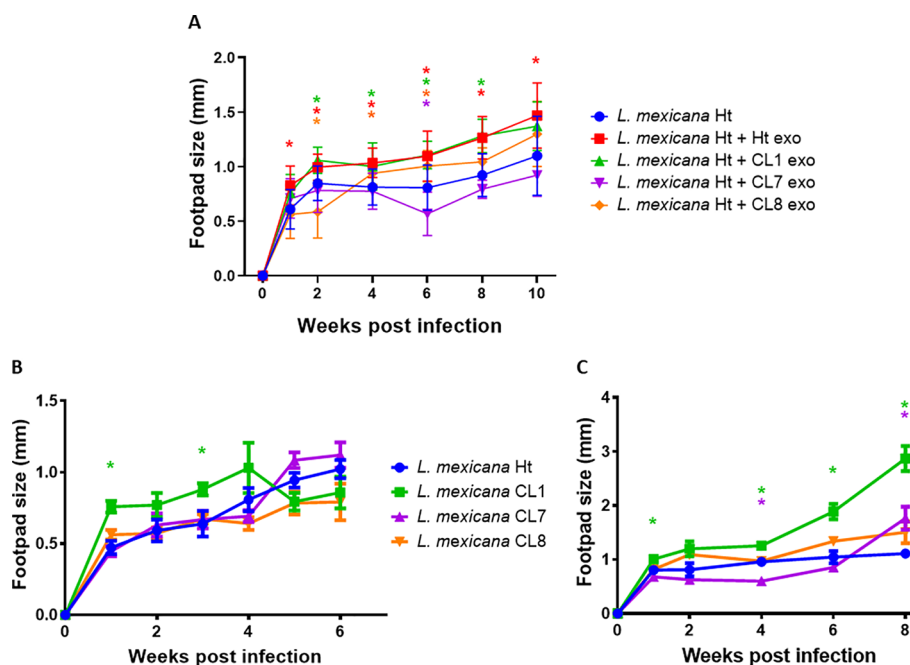 A
2.0
1.5
1.0
0.5
0.0
Footpad size (mm)
* * * * * *
* * * *
* * *
*
0 2 4 6 8 10
Weeks post infection
L. mexicana Ht
L. mexicana Ht + Ht exo
L. mexicana Ht + CL1 exo
L. mexicana Ht + CL7 exo
L. mexicana Ht + CL8 exo
B
1.5
1.0
0.5
0.0
Footpad size (mm)
* *
0 2 4 6
Weeks post infection
L. mexicana Ht
L. mexicana CL1
L. mexicana CL7
L. mexicana CL8
C
4
3
2
1
0
Footpad size (mm)
* * * *
* *
0 2 4 6 8
Weeks post infection